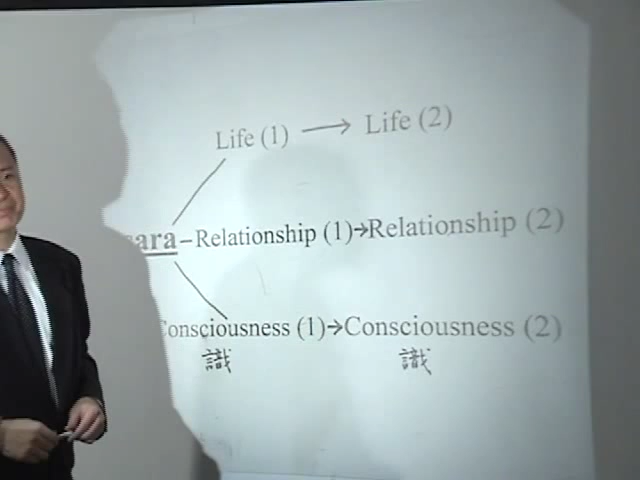 Life (1) → Life (2)
ara–Relationship (1)→Relationship (2)
Consciousness (1)→Consciousness (2)
識 識